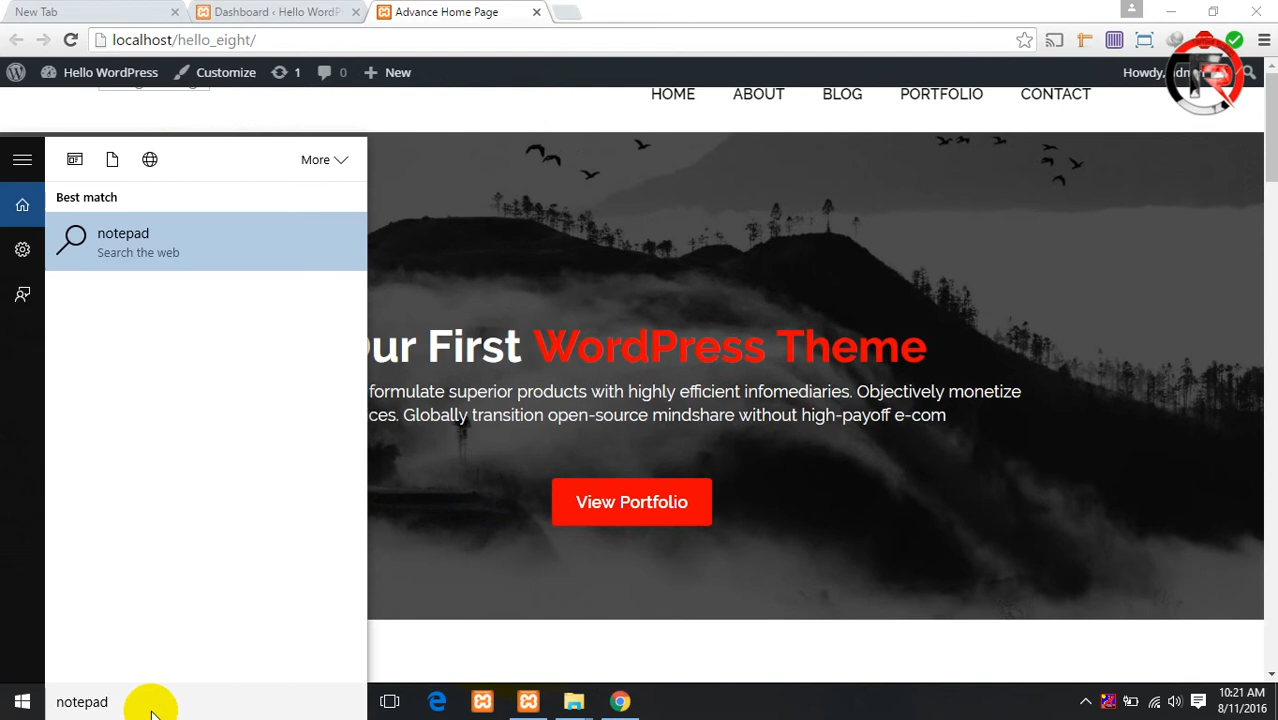 New Tab
Dashboard ‹ Hello WordP
Advance Home Page
localhost/hello_eight/
Hello WordPress
Customize
1
0
New
Howdy, admin
HOME ABOUT BLOG PORTFOLIO CONTACT
More
Best match
notepad
Search the web
ur First WordPress Theme
formulate superior products with highly efficient infomediaries. Objectively monetize
ces. Globally transition open-source mindshare without high-payoff e-com
View Portfolio
notepad
10:21 AM
8/11/2016